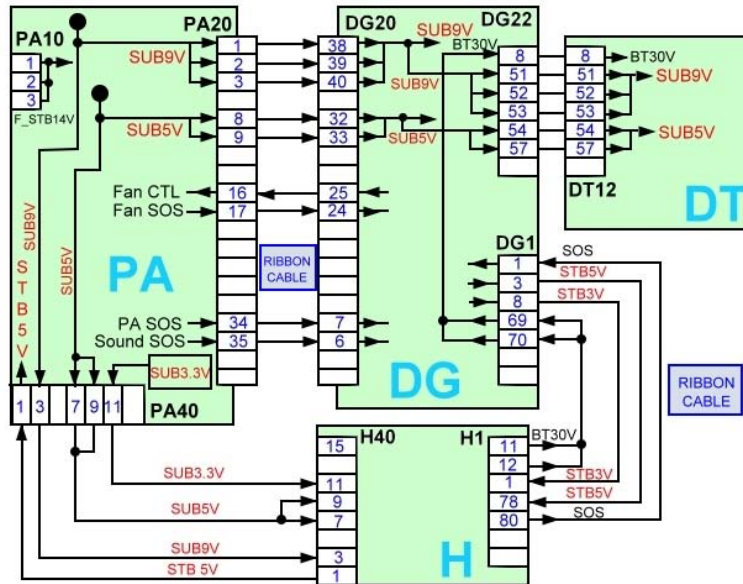 PA10
PA20
DG20
DG22
1
2
3
F_STB14V
SUB9V
1
2
3
38
39
40
SUB9V
BT30V
SUB9V
8
51
52
53
54
57
8
51
52
53
54
57
BT30V
SUB9V
SUB5V
DT12
DT
SUB5V
8
9
32
33
SUB5V
Fan CTL
16
25
Fan SOS
17
24
SUB9V
STB5V
SUB5V
PA
RIBBON
CABLE
DG1
1
3
8
69
70
SOS
STB5V
STB3V
PA SOS
34
7
Sound SOS
35
6
DG
SUB3.3V
1
3
7
9
11
PA40
RIBBON
CABLE
H40
H1
15
11
9
7
3
1
11
12
1
78
80
BT30V
STB3V
STB5V
SOS
SUB3.3V
SUB5V
SUB9V
STB 5V
H